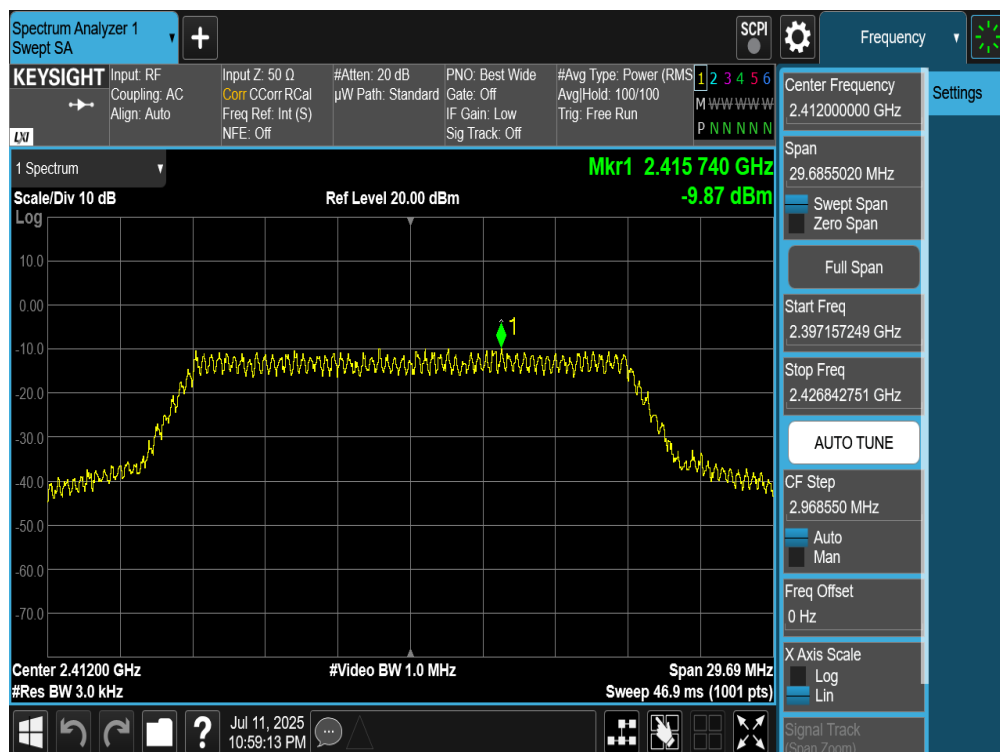 Spectrum Analyzer 1
Swept SA
+
SCPI
Frequency
KEYSIGHT
LXI
Input: RF
Coupling: AC
Align: Auto
Input Z: 50 Ω
Corr CCorr RCal
Freq Ref: Int (S)
NFE: Off
#Atten: 20 dB
µW Path: Standard
PNO: Best Wide
Gate: Off
IF Gain: Low
Sig Track: Off
#Avg Type: Power (RMS
Avg|Hold: 100/100
Trig: Free Run
1 2 3 4 5 6
M W W W W W
P N N N N N
1 Spectrum
Mkr1 2.415 740 GHz
Scale/Div 10 dB
Ref Level 20.00 dBm
-9.87 dBm
Log
10.0
0.00
1
-10.0
-20.0
-30.0
-40.0
-50.0
-60.0
-70.0
Center 2.41200 GHz
#Video BW 1.0 MHz
Span 29.69 MHz
#Res BW 3.0 kHz
Sweep 46.9 ms (1001 pts)
Center Frequency
2.412000000 GHz
Settings
Span
29.6855020 MHz
Swept Span
Zero Span
Full Span
Start Freq
2.397157249 GHz
Stop Freq
2.426842751 GHz
AUTO TUNE
CF Step
2.968550 MHz
Auto
Man
Freq Offset
0 Hz
X Axis Scale
Log
Lin
Signal Track
(Span Zoom)
?
Jul 11, 2025
10:59:13 PM